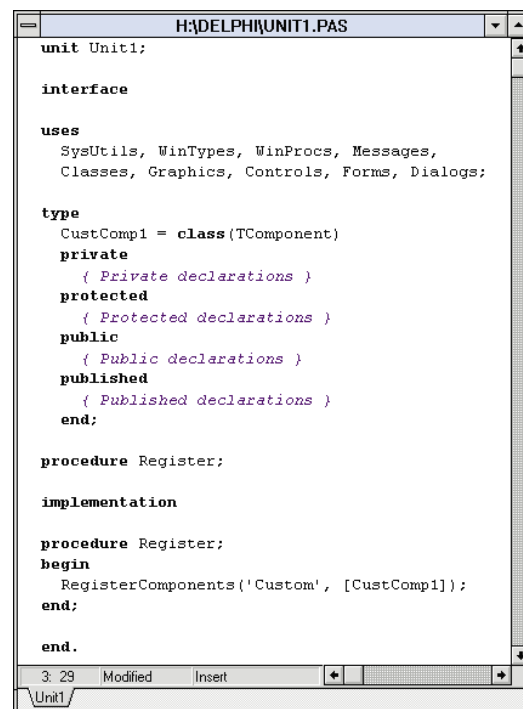 H:\DELPHI\UNIT1.PAS
unit Unit1;
interface
uses
SysUtils, WinTypes, WinProcs, Messages,
Classes, Graphics, Controls, Forms, Dialogs;
type
CustComp1 = class(TComponent)
private
{ Private declarations }
protected
{ Protected declarations }
public
{ Public declarations }
published
{ Published declarations }
end;
procedure Register;
implementation
procedure Register;
begin
RegisterComponents('Custom', [CustComp1]);
end;
end.
3: 29 Modified Insert
Unit1